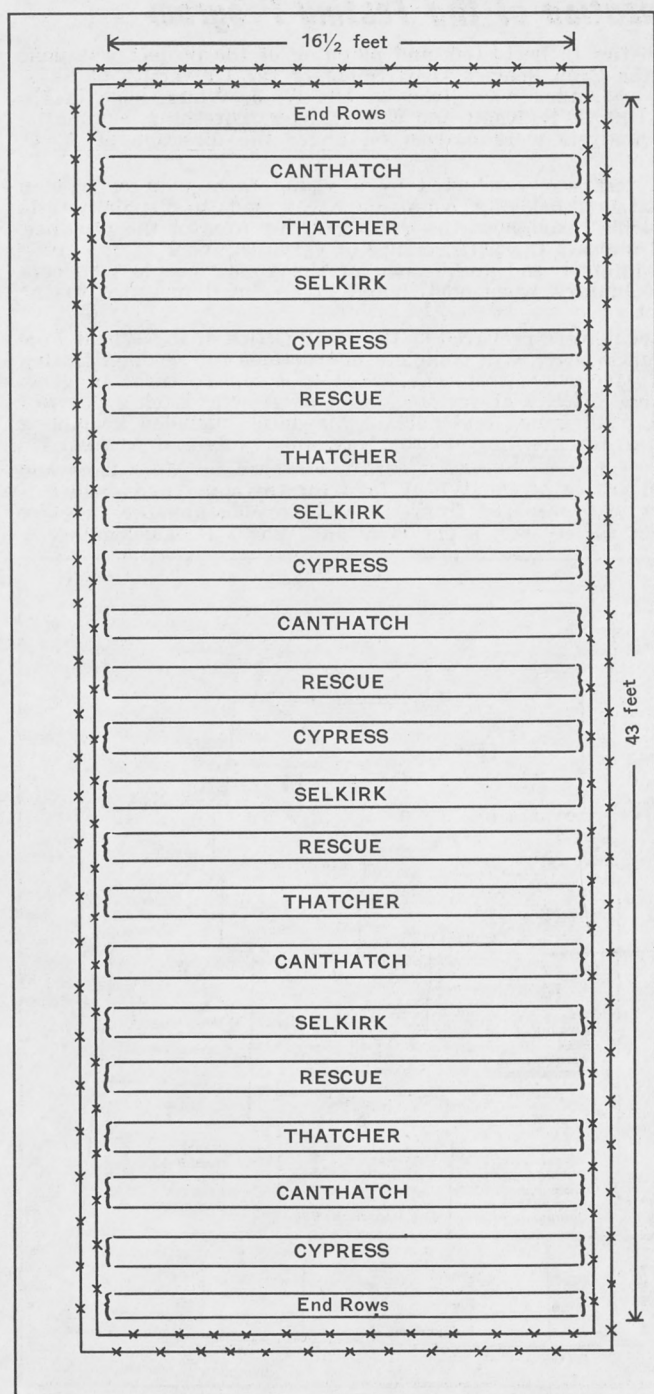 16½ feet
End Rows
CANTHATCH
THATCHER
SELKIRK
CYPRESS
RESCUE
THATCHER
SELKIRK
CYPRESS
CANTHATCH
RESCUE
CYPRESS
SELKIRK
RESCUE
THATCHER
CANTHATCH
SELKIRK
RESCUE
THATCHER
CANTHATCH
CYPRESS
End Rows
43 feet